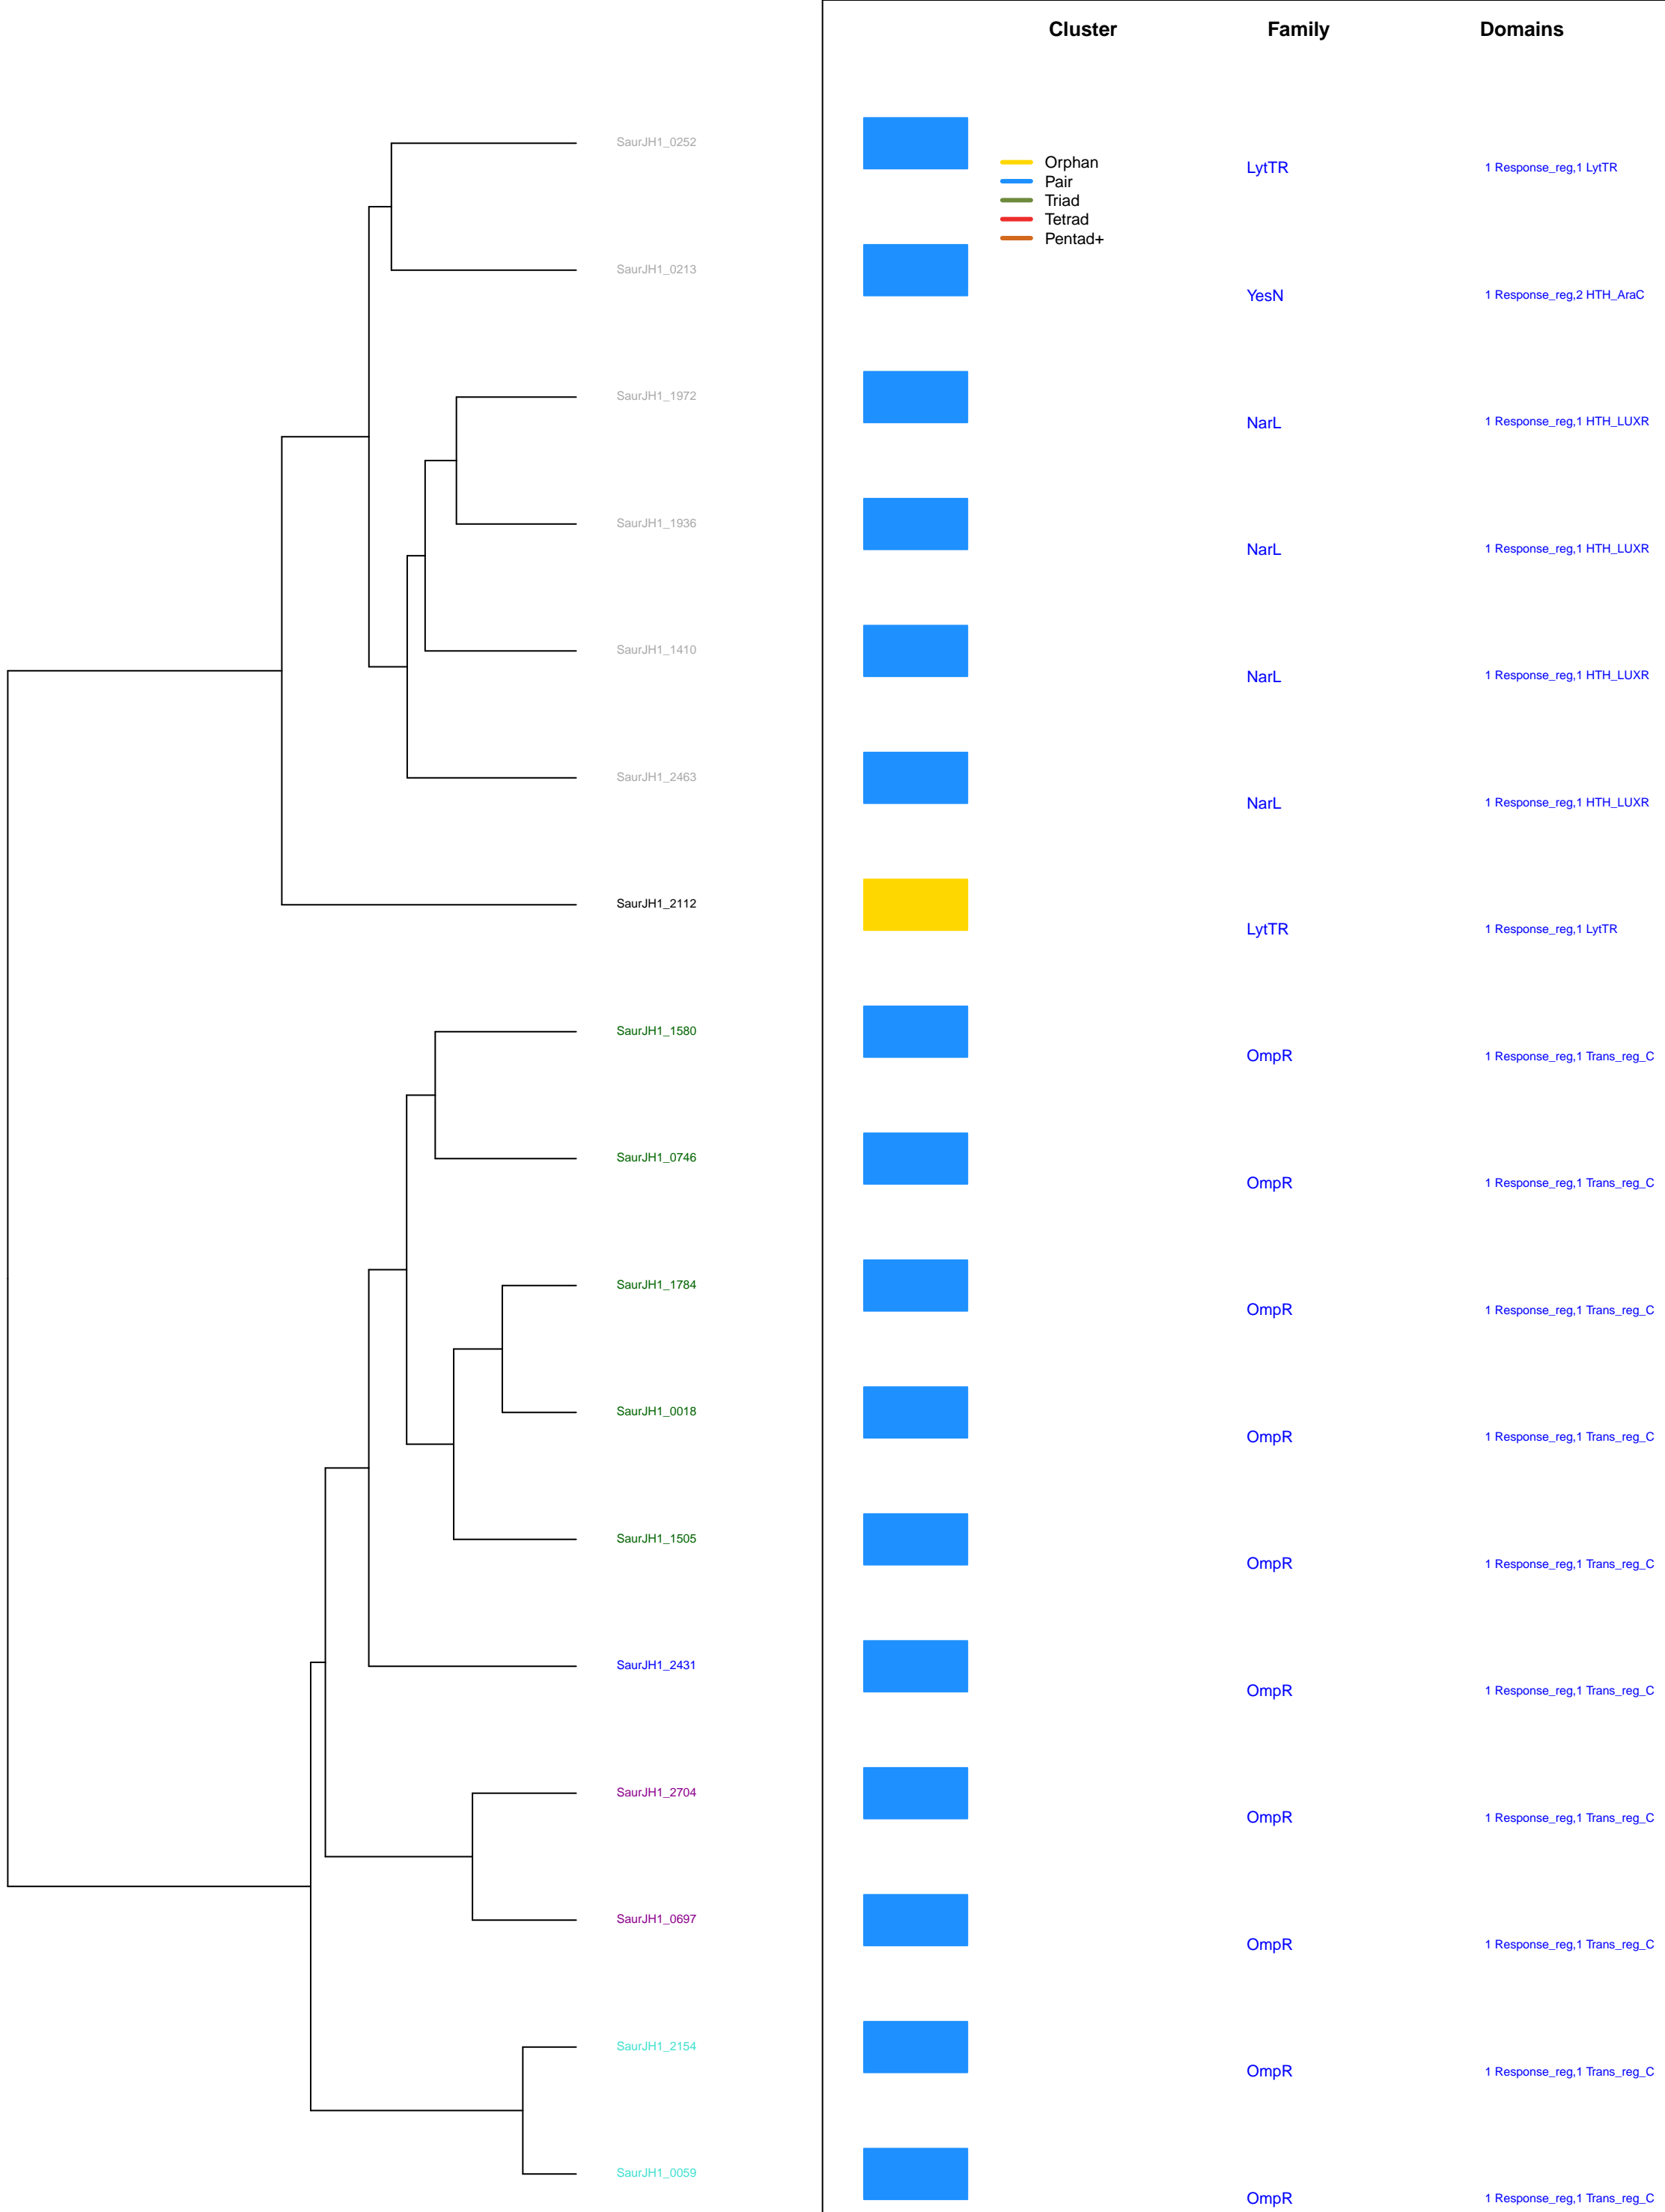 Cluster Family Domains
SaurJH1_0252
Orphan
Pair
Triad
Tetrad
Pentad+
LytTR 1 Response_reg,1 LytTR
SaurJH1_0213
YesN 1 Response_reg,2 HTH_AraC
SaurJH1_1972
NarL 1 Response_reg,1 HTH_LUXR
SaurJH1_1936
NarL 1 Response_reg,1 HTH_LUXR
SaurJH1_1410
NarL 1 Response_reg,1 HTH_LUXR
SaurJH1_2463
NarL 1 Response_reg,1 HTH_LUXR
SaurJH1_2112
LytTR 1 Response_reg,1 LytTR
SaurJH1_1580
OmpR 1 Response_reg,1 Trans_reg_C
SaurJH1_0746
OmpR 1 Response_reg,1 Trans_reg_C
SaurJH1_1784
OmpR 1 Response_reg,1 Trans_reg_C
SaurJH1_0018
OmpR 1 Response_reg,1 Trans_reg_C
SaurJH1_1505
OmpR 1 Response_reg,1 Trans_reg_C
SaurJH1_2431
OmpR 1 Response_reg,1 Trans_reg_C
SaurJH1_2704
OmpR 1 Response_reg,1 Trans_reg_C
SaurJH1_0697
OmpR 1 Response_reg,1 Trans_reg_C
SaurJH1_2154
OmpR 1 Response_reg,1 Trans_reg_C
SaurJH1_0059
OmpR 1 Response_reg,1 Trans_reg_C